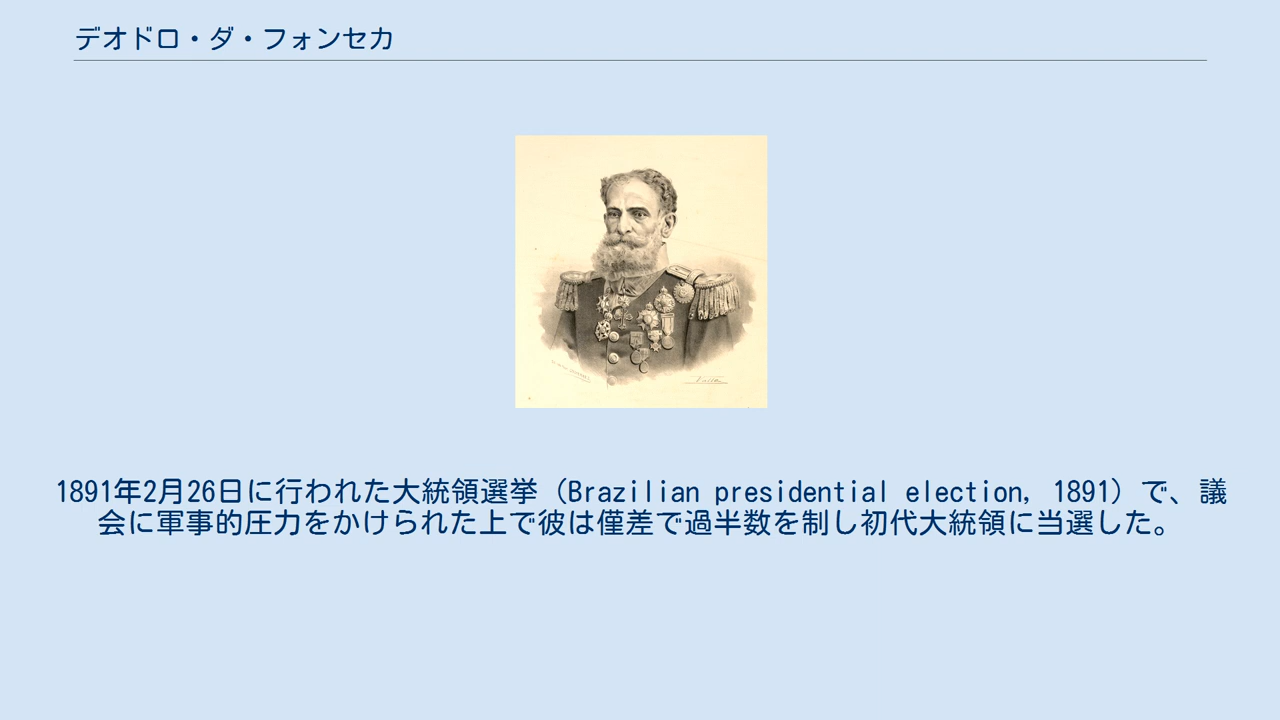 デオドロ・ダ・フォンセカ
1891年2月26日に行われた大統領選挙（Brazilian presidential election, 1891）で、議
会に軍事的圧力をかけられた上で彼は僅差で過半数を制し初代大統領に当選した。